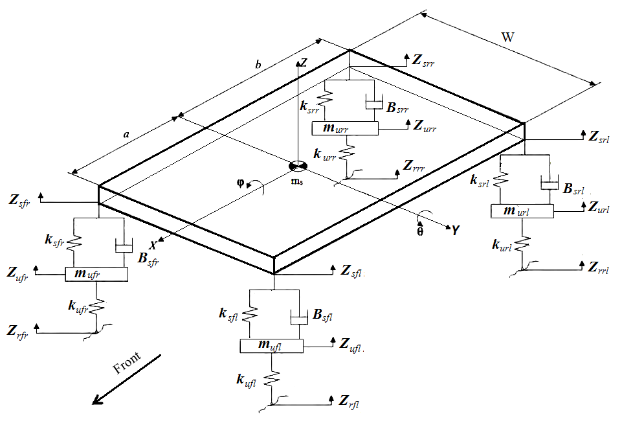 W
b
Z
Z_srr
k_srr
B_srr
a
m_urr
Z_urr
Z_srl
k_urr
Z_rrr
k_srl
B_srl
φ
m_s
Z_sfr
m_url
Z_url
X
θ
Y
k_sfr
B_sfr
k_url
Z_ufr
m_ufr
Z_sfl
Z_rrl
k_ufr
k_sfl
B_sfl
Z_rfr
m_ufl
Z_ufl
Front
k_ufl
Z_rfl